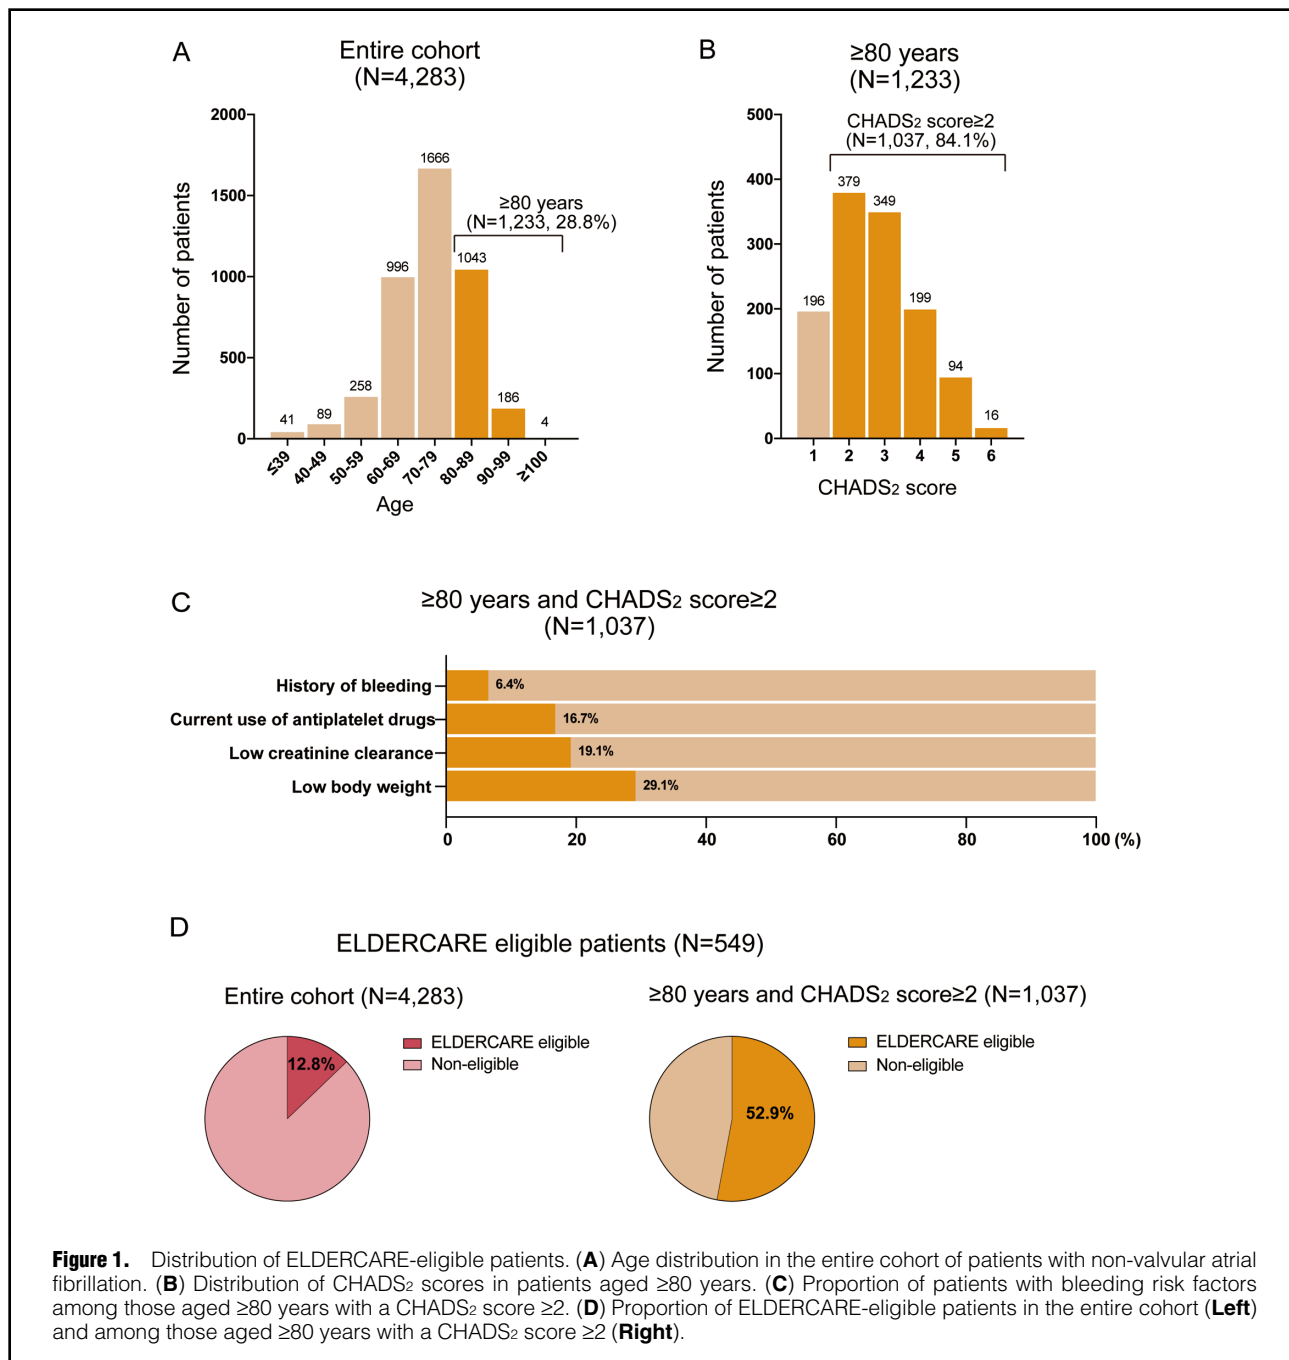 A
Entire cohort
(N=4,283)
Number of patients
2000
1500
1000
500
0
41
89
258
996
1666
1043
186
4
≥80 years
(N=1,233, 28.8%)
≤39
40-49
50-59
60-69
70-79
80-89
90-99
≥100
Age
B
≥80 years
(N=1,233)
Number of patients
500
400
300
200
100
0
CHADS₂ score≥2
(N=1,037, 84.1%)
196
379
349
199
94
16
1
2
3
4
5
6
CHADS₂ score
C
≥80 years and CHADS₂ score≥2
(N=1,037)
History of bleeding
6.4%
Current use of antiplatelet drugs
16.7%
Low creatinine clearance
19.1%
Low body weight
29.1%
0
20
40
60
80
100 (%)
D
ELDERCARE eligible patients (N=549)
Entire cohort (N=4,283)
12.8%
ELDERCARE eligible
Non-eligible
≥80 years and CHADS₂ score≥2 (N=1,037)
52.9%
ELDERCARE eligible
Non-eligible
Figure 1. Distribution of ELDERCARE-eligible patients. (A) Age distribution in the entire cohort of patients with non-valvular atrial
fibrillation. (B) Distribution of CHADS₂ scores in patients aged ≥80 years. (C) Proportion of patients with bleeding risk factors
among those aged ≥80 years with a CHADS₂ score ≥2. (D) Proportion of ELDERCARE-eligible patients in the entire cohort (Left)
and among those aged ≥80 years with a CHADS₂ score ≥2 (Right).